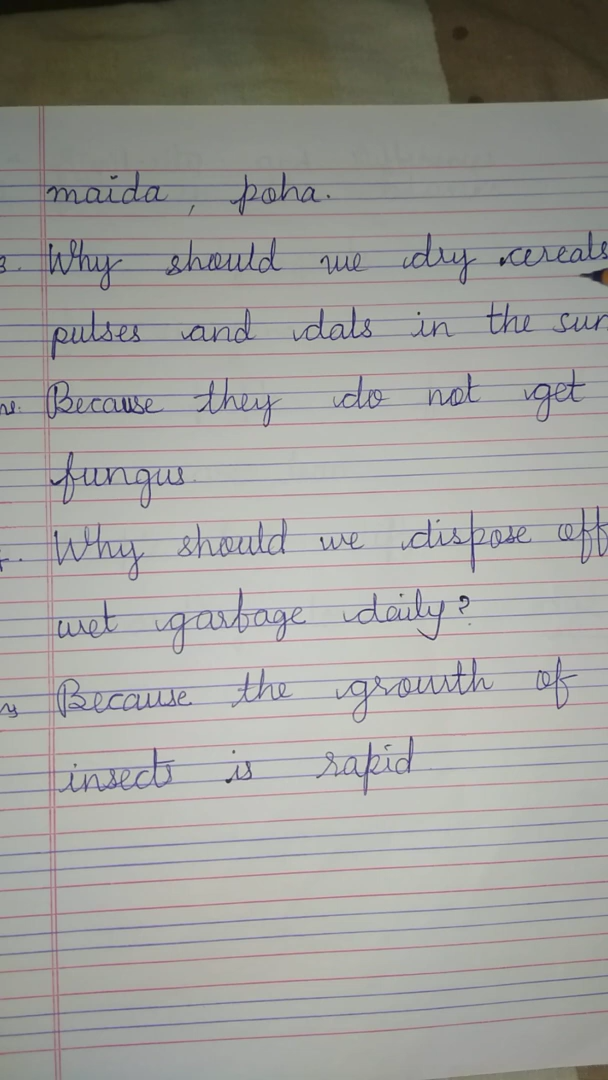 maida, poha.
3. Why should we dry cereals
pulses and dals in the sun
Because they do not get
fungus
Why should we dispose off
wet garbage daily?
Because the growth of
insects is rapid